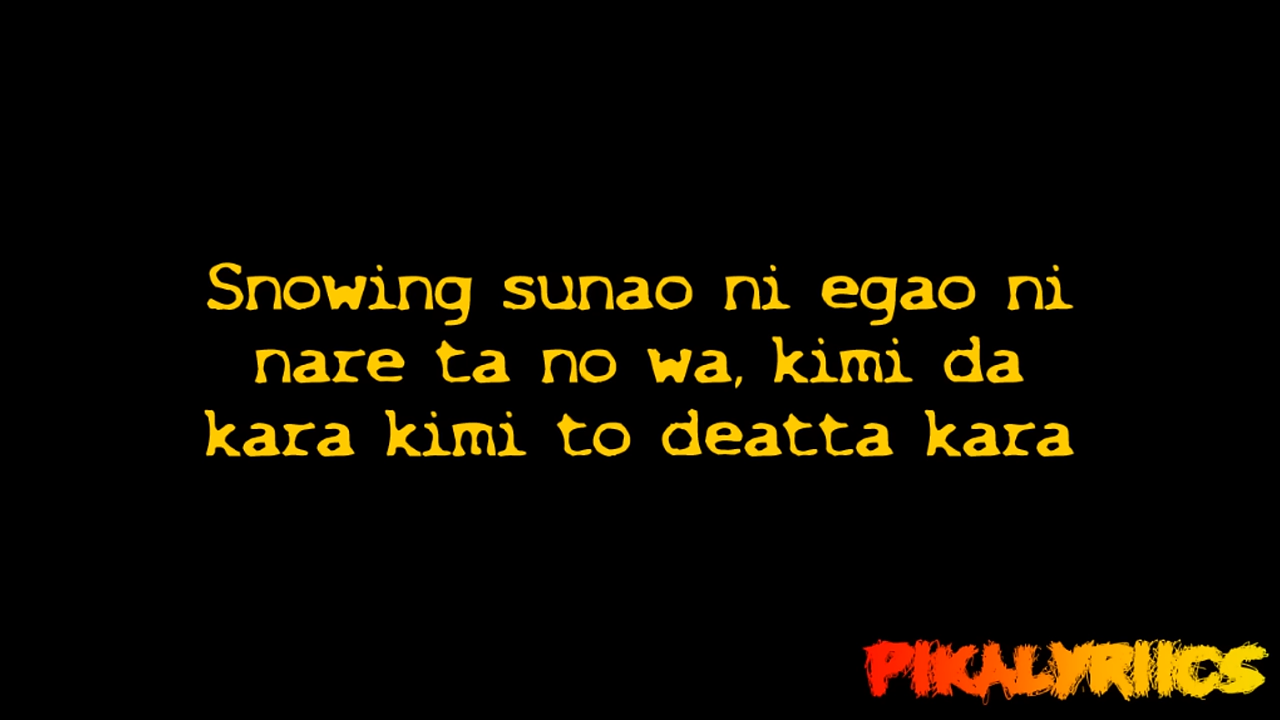 Snowing sunao ni egao ni
nare ta no wa, kimi da
kara kimi to deatta kara
PIKALYRIICS